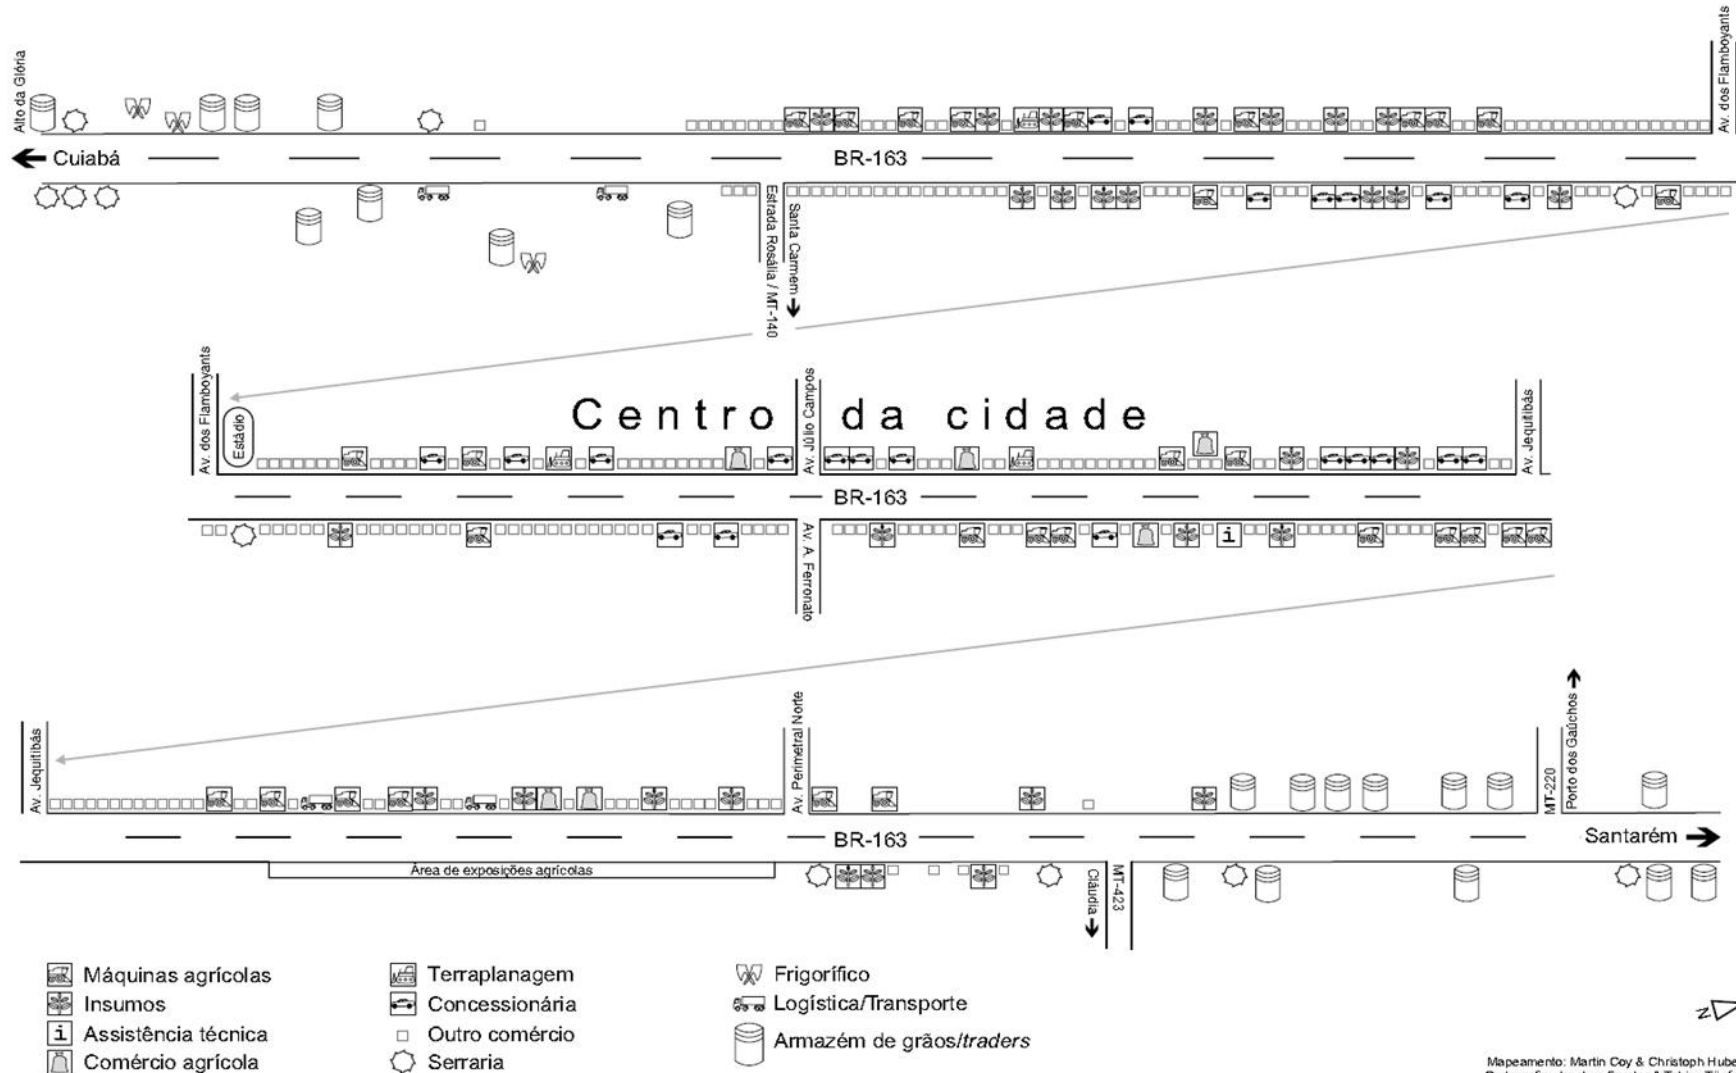 Alto da Glória
Av. dos Flamboyants
Cuiabá
BR-163
Estrada Rosália / MT-140
Santa Carmem
Av. dos Flamboyants
Estádio
Centro da cidade
Av. Júlio Campos
Av. Jequitibás
BR-163
Av. A. Ferronato
i
Av. Jequitibás
Av. Perimetral Norte
MT-220
Porto dos Gaúchos
BR-163
Santarém
Área de exposições agrícolas
Cláudia
MT-423
Máquinas agrícolas
Insumos
i Assistência técnica
Comércio agrícola
Terraplanagem
Concessionária
Outro comércio
Serraria
Frigorífico
Logística/Transporte
Armazém de grãos/traders
N
Mapeamento: Martin Coy & Christoph Hube